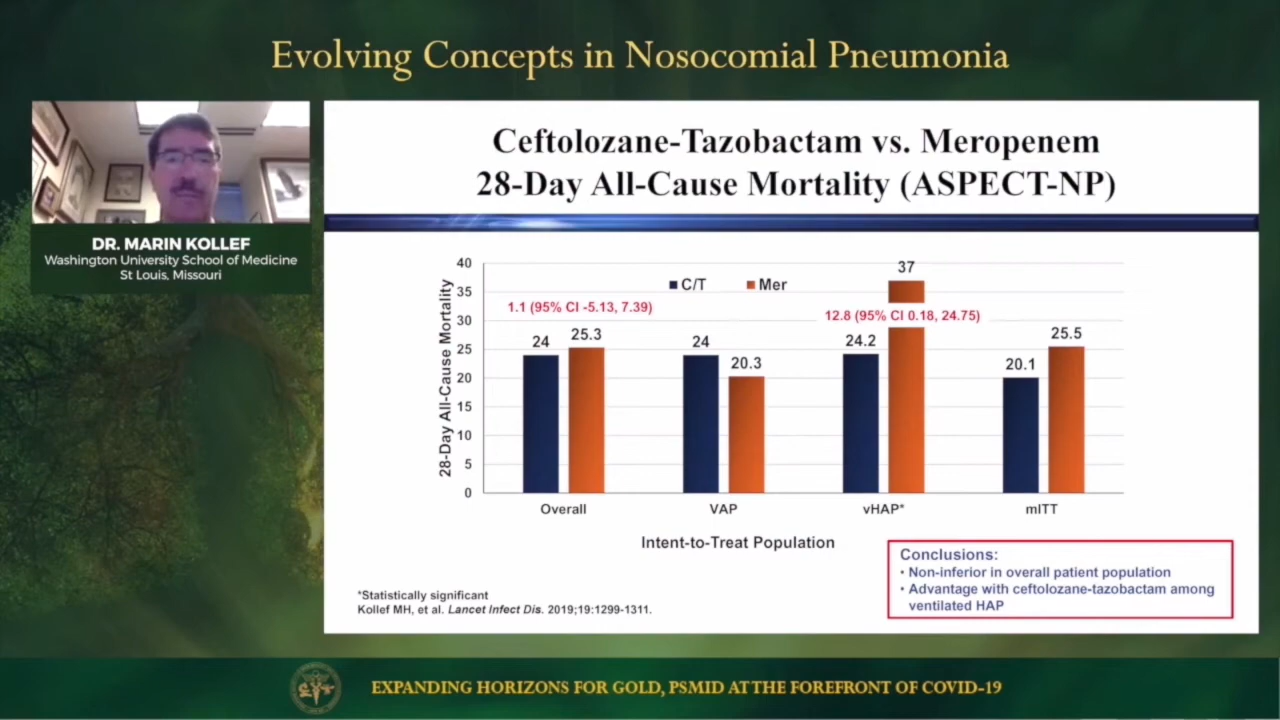 Evolving Concepts in Nosocomial Pneumonia
DR. MARIN KOLLEF
Washington University School of Medicine
St Louis, Missouri
Ceftolozane-Tazobactam vs. Meropenem
28-Day All-Cause Mortality (ASPECT-NP)
28-Day All-Cause Mortality
40
35
30
25
20
15
10
5
0
C/T
Mer
1.1 (95% CI -5.13, 7.39)
12.8 (95% CI 0.18, 24.75)
24
25.3
24
20.3
24.2
37
20.1
25.5
Overall
VAP
vHAP*
mITT
Intent-to-Treat Population
Conclusions:
• Non-inferior in overall patient population
• Advantage with ceftolozane-tazobactam among
ventilated HAP
*Statistically significant
Kollef MH, et al. Lancet Infect Dis. 2019;19:1299-1311.
EXPANDING HORIZONS FOR GOLD, PSMID AT THE FOREFRONT OF COVID-19